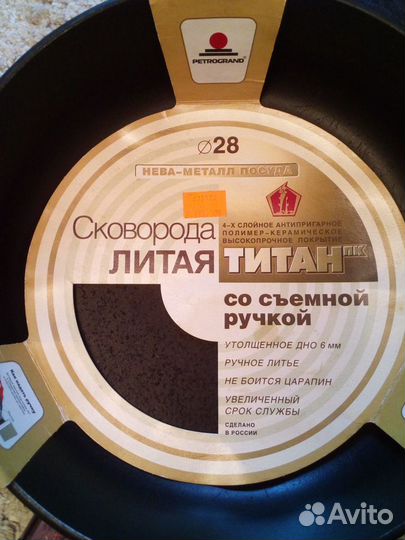 PETROGRAND
⌀28
НЕВА-МЕТАЛЛ ПОСУДА
4-Х СЛОЙНОЕ АНТИПРИГАРНОЕ
ПОЛИМЕР-КЕРАМИЧЕСКОЕ
ВЫСОКОПРОЧНОЕ ПОКРЫТИЕ
Сковорода
ЛИТАЯ
ТИТАН ПК
со съемной
ручкой
УТОЛЩЕННОЕ ДНО 6 мм
РУЧНОЕ ЛИТЬЕ
НЕ БОИТСЯ ЦАРАПИН
УВЕЛИЧЕННЫЙ
СРОК СЛУЖБЫ
СДЕЛАНО
В РОССИИ
Avito